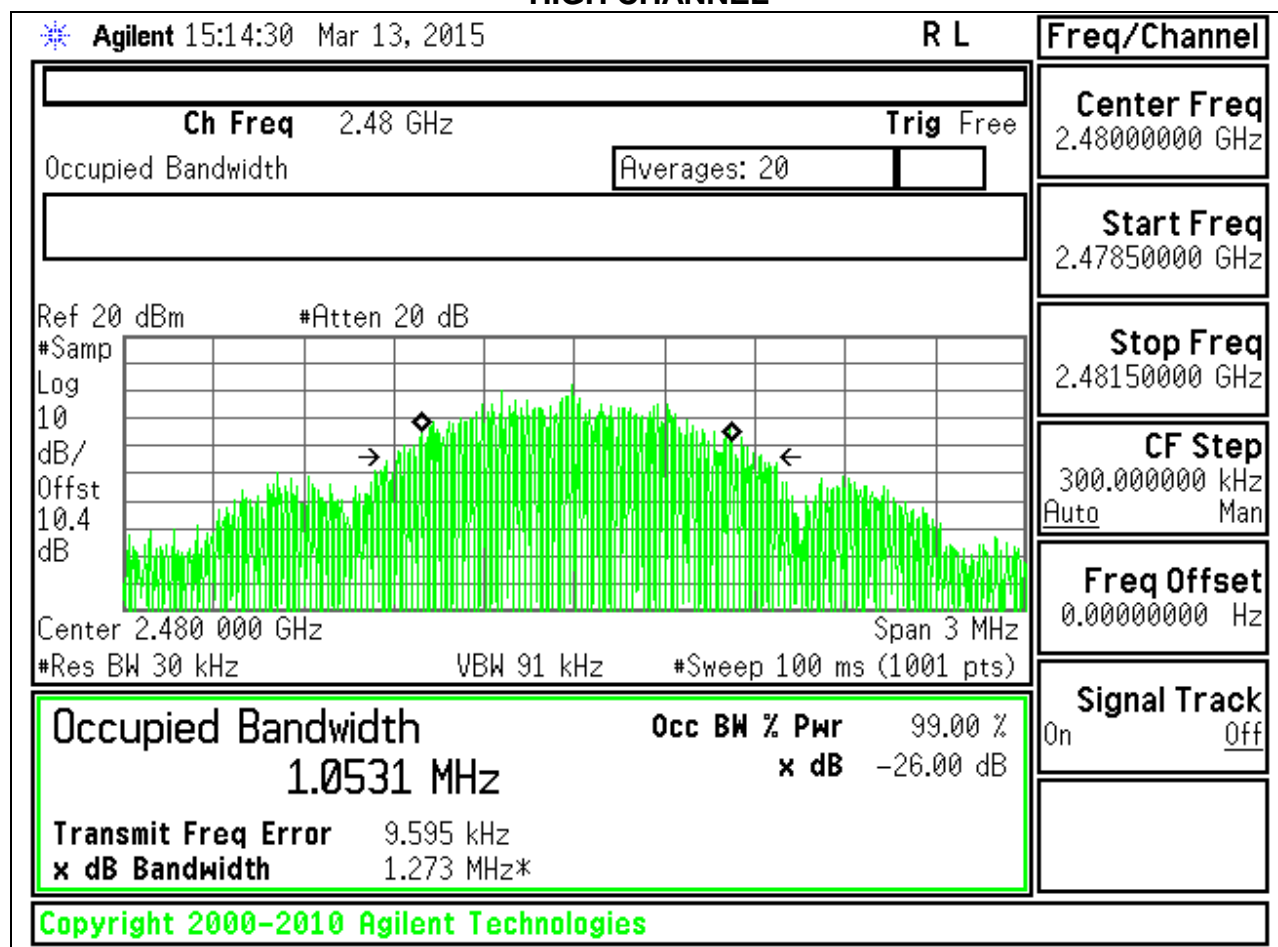 HIGH CHANNEL
Agilent 15:14:30 Mar 13, 2015 R L
Freq/Channel
Ch Freq 2.48 GHz Trig Free
Occupied Bandwidth Averages: 20
Ref 20 dBm #Atten 20 dB
#Samp
Log
10
dB/
Offst
10.4
dB
Center 2.480 000 GHz Span 3 MHz
#Res BW 30 kHz VBW 91 kHz #Sweep 100 ms (1001 pts)
Occupied Bandwidth
1.0531 MHz
Occ BW % Pwr 99.00 %
x dB -26.00 dB
Transmit Freq Error 9.595 kHz
x dB Bandwidth 1.273 MHz*
Center Freq
2.48000000 GHz
Start Freq
2.47850000 GHz
Stop Freq
2.48150000 GHz
CF Step
300.000000 kHz
Auto Man
Freq Offset
0.00000000 Hz
Signal Track
On Off
Copyright 2000-2010 Agilent Technologies